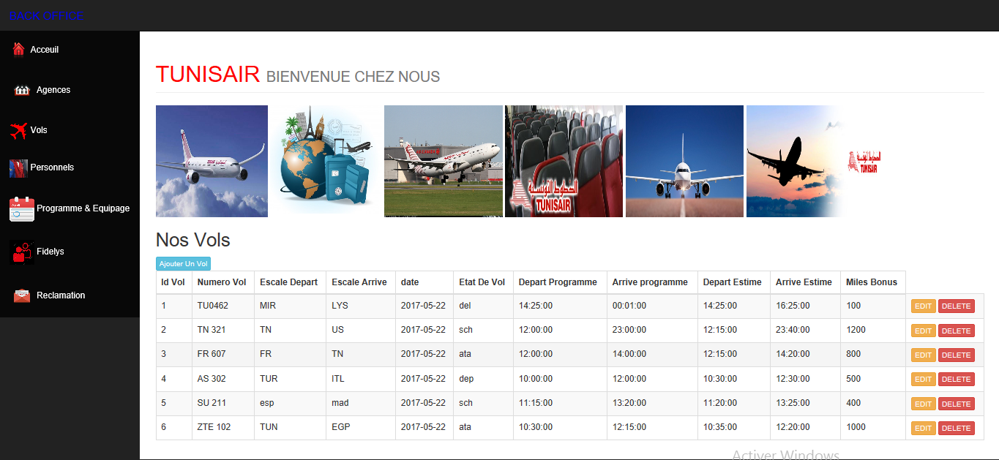 BACK OFFICE
Acceuil
Agences
Vols
Personnels
Programme & Equipage
Fidelys
Reclamation
TUNISAIR BIENVENUE CHEZ NOUS
الخطوط التونسية
TUNISAIR
الخطوط التونسية
TUNISAIR
Nos Vols
Ajouter Un Vol
Id Vol Numero Vol Escale Depart Escale Arrive date Etat De Vol Depart Programme Arrive programme Depart Estime Arrive Estime Miles Bonus
1 TU0462 MIR LYS 2017-05-22 del 14:25:00 00:01:00 14:25:00 16:25:00 100 EDIT DELETE
2 TN 321 TN US 2017-05-22 sch 12:00:00 23:00:00 12:15:00 23:40:00 1200 EDIT DELETE
3 FR 607 FR TN 2017-05-22 ata 12:00:00 14:00:00 12:15:00 14:20:00 800 EDIT DELETE
4 AS 302 TUR ITL 2017-05-22 dep 10:00:00 12:00:00 10:30:00 12:30:00 500 EDIT DELETE
5 SU 211 esp mad 2017-05-22 sch 11:15:00 13:20:00 11:20:00 13:25:00 400 EDIT DELETE
6 ZTE 102 TUN EGP 2017-05-22 ata 10:30:00 12:15:00 10:35:00 12:20:00 1000 EDIT DELETE
Activer Windows